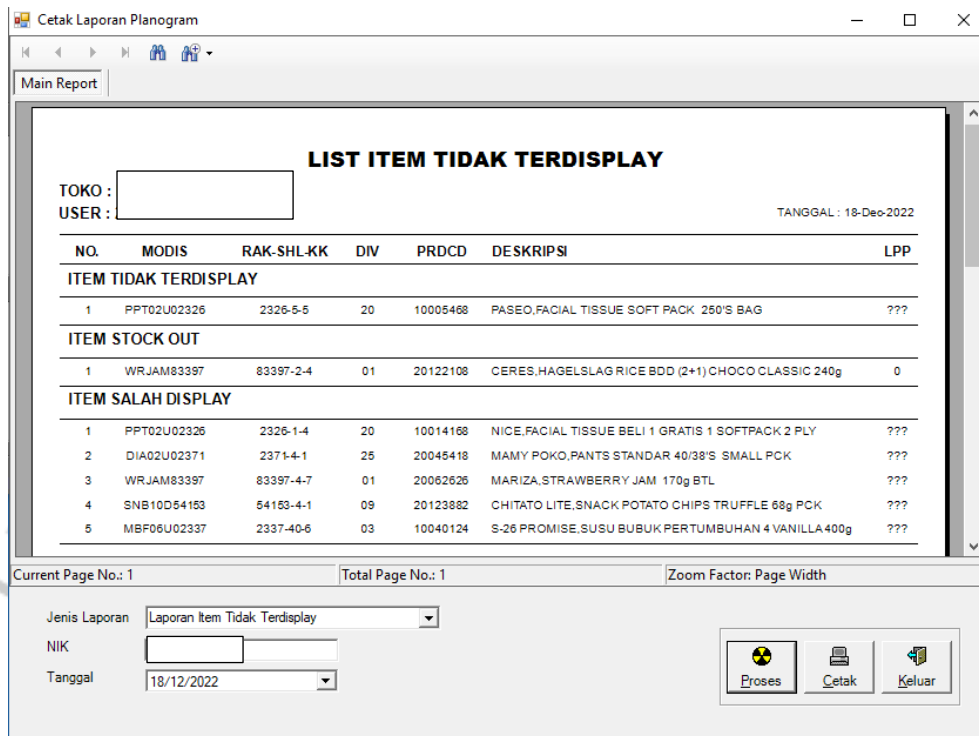 Cetak Laporan Planogram
Main Report
LIST ITEM TIDAK TERDISPLAY
TOKO :
USER :
TANGGAL : 18-Dec-2022
NO. MODIS RAK-SHL-KK DIV PRDCD DESKRIPSI LPP
ITEM TIDAK TERDISPLAY
1 PPT02U02326 2326-5-5 20 10005468 PASEO,FACIAL TISSUE SOFT PACK 250'S BAG ???
ITEM STOCK OUT
1 WRJAM83397 83397-2-4 01 20122108 CERES,HAGELSLAG RICE BDD (2+1) CHOCO CLASSIC 240g 0
ITEM SALAH DISPLAY
1 PPT02U02326 2326-1-4 20 10014168 NICE,FACIAL TISSUE BELI 1 GRATIS 1 SOFTPACK 2 PLY ???
2 DIA02U02371 2371-4-1 25 20045418 MAMY POKO,PANTS STANDAR 40/38'S SMALL PCK ???
3 WRJAM83397 83397-4-7 01 20062626 MARIZA,STRAWBERRY JAM 170g BTL ???
4 SNB10D54153 54153-4-1 09 20123882 CHITATO LITE,SNACK POTATO CHIPS TRUFFLE 68g PCK ???
5 MBF06U02337 2337-40-6 03 10040124 S-26 PROMISE,SUSU BUBUK PERTUMBUHAN 4 VANILLA 400g ???
Current Page No.: 1 Total Page No.: 1 Zoom Factor: Page Width
Jenis Laporan Laporan Item Tidak Terdisplay
NIK
Tanggal 18/12/2022
Proses Cetak Keluar